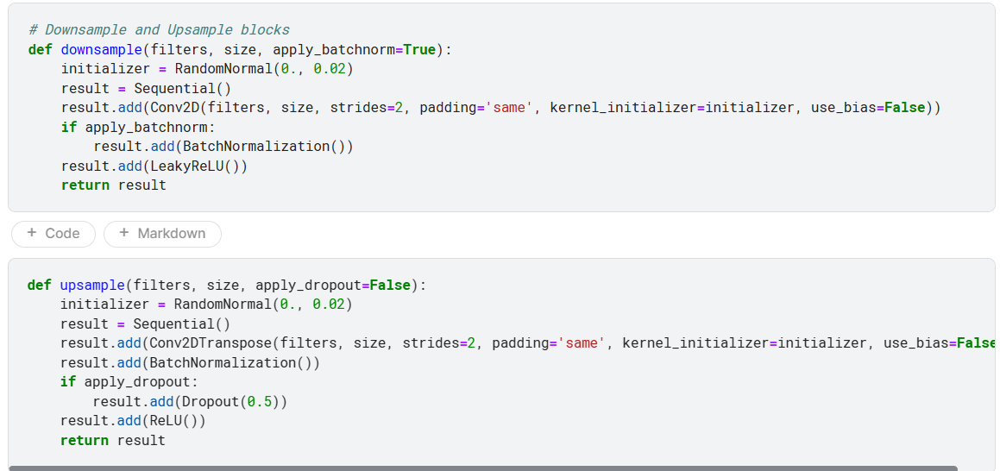 # Downsample and Upsample blocks
def downsample(filters, size, apply_batchnorm=True):
    initializer = RandomNormal(0., 0.02)
    result = Sequential()
    result.add(Conv2D(filters, size, strides=2, padding='same', kernel_initializer=initializer, use_bias=False))
    if apply_batchnorm:
        result.add(BatchNormalization())
    result.add(LeakyReLU())
    return result
+ Code + Markdown
def upsample(filters, size, apply_dropout=False):
    initializer = RandomNormal(0., 0.02)
    result = Sequential()
    result.add(Conv2DTranspose(filters, size, strides=2, padding='same', kernel_initializer=initializer, use_bias=False
    result.add(BatchNormalization())
    if apply_dropout:
        result.add(Dropout(0.5))
    result.add(ReLU())
    return result